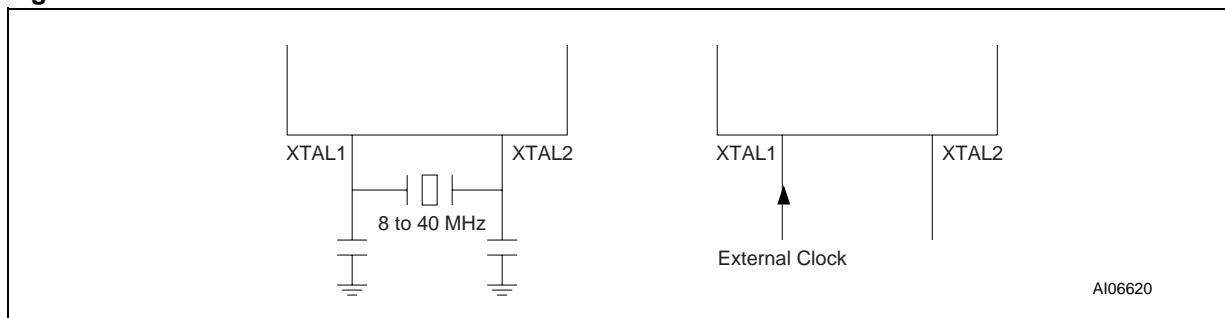 XTAL1
XTAL2
8 to 40 MHz
XTAL1
XTAL2
External Clock
AI06620